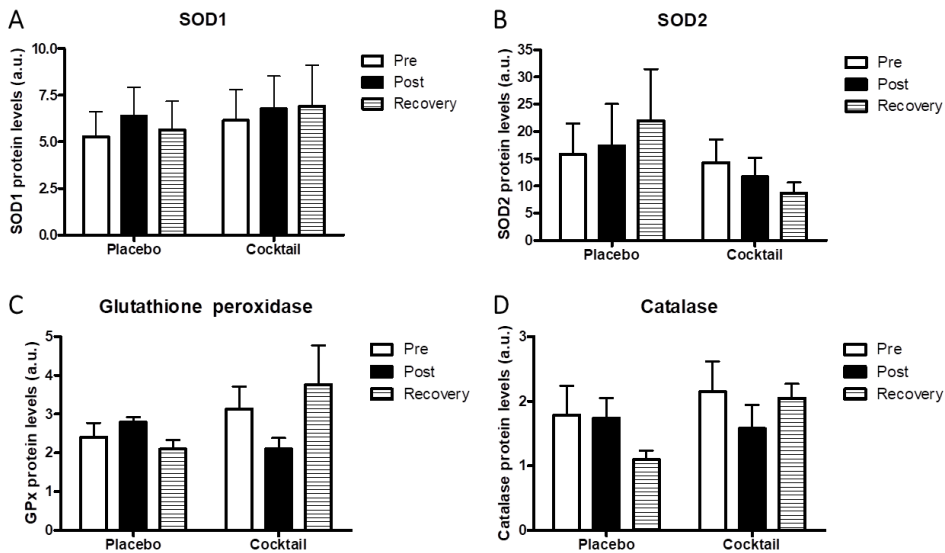 A
SOD1
SOD1 protein levels (a.u.)
10.0
7.5
5.0
2.5
0.0
Placebo
Cocktail
Pre
Post
Recovery
B
SOD2
SOD2 protein levels (a.u.)
35
30
25
20
15
10
5
0
Placebo
Cocktail
Pre
Post
Recovery
C
Glutathione peroxidase
GPx protein levels (a.u.)
5
4
3
2
1
0
Placebo
Cocktail
Pre
Post
Recovery
D
Catalase
Catalase protein levels (a.u.)
3
2
1
0
Placebo
Cocktail
Pre
Post
Recovery